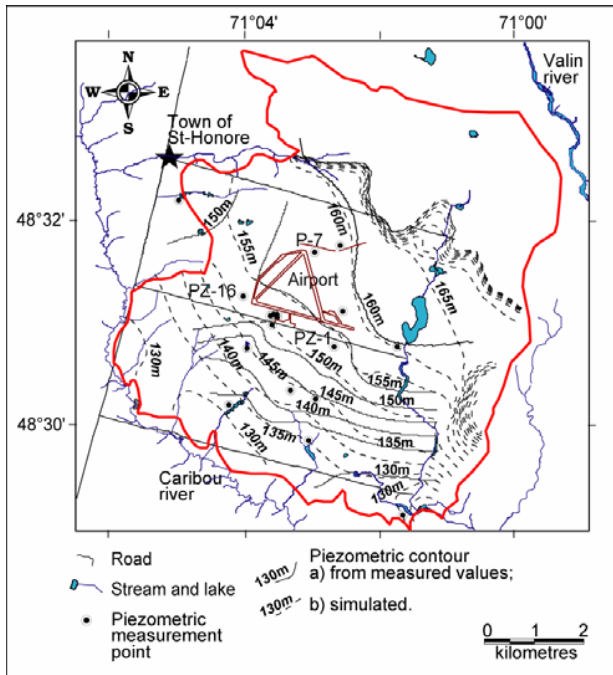 71°04'
71°00'
N
W
E
S
Valin
river
Town of
St-Honore
48°32'
150m
160m
155m
P-7
165m
Airport
PZ-16
160m
PZ-1
150m
140m
145m
155m
130m
145m
150m
140m
48°30'
135m
135m
130m
130m
130m
Caribou
river
Road
Stream and lake
Piezometric
measurement
point
Piezometric contour
130m
a) from measured values;
130m
b) simulated.
0 1 2
kilometres